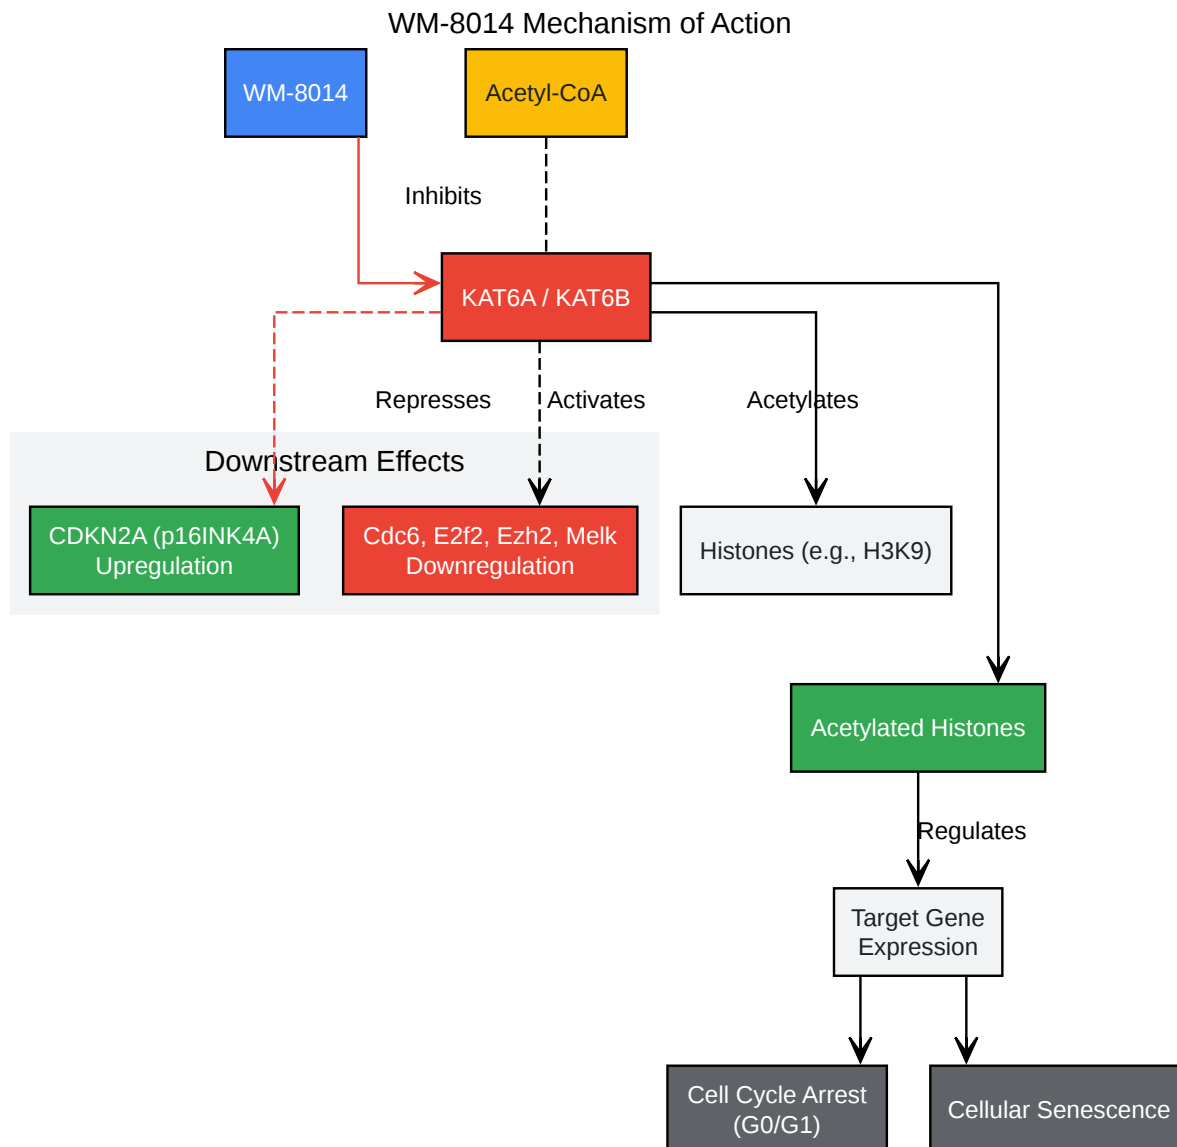 WM-8014 Mechanism of Action
WM-8014
Acetyl-CoA
Inhibits
KAT6A / KAT6B
Represses
Activates
Acetylates
Downstream Effects
CDKN2A (p16INK4A)
Upregulation
Cdc6, E2f2, Ezh2, Melk
Downregulation
Histones (e.g., H3K9)
Acetylated Histones
Regulates
Target Gene
Expression
Cell Cycle Arrest
(G0/G1)
Cellular Senescence